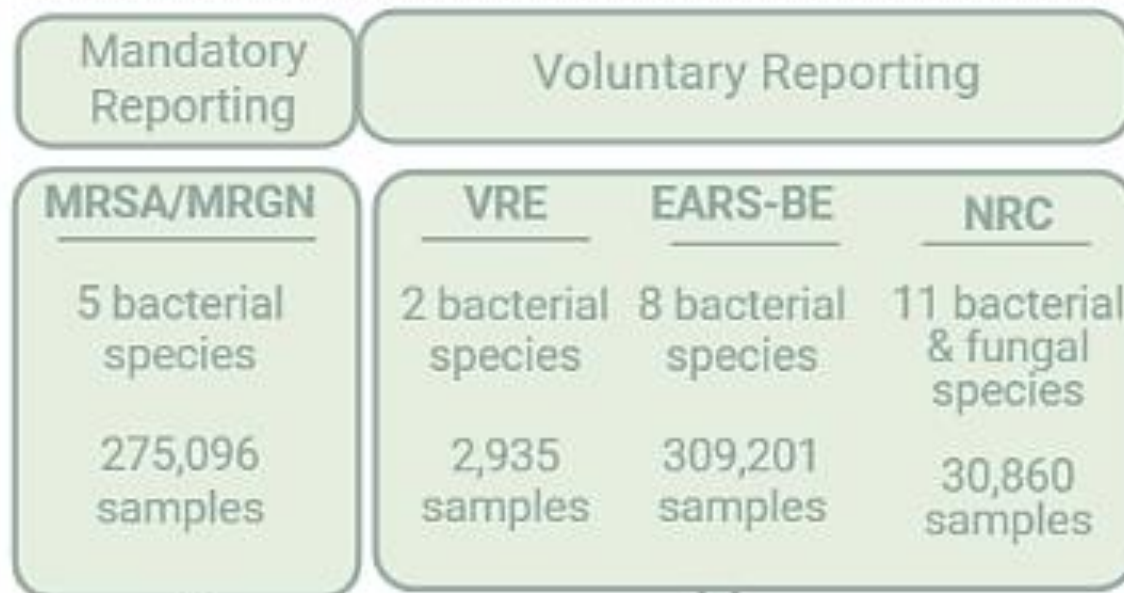 Mandatory
Reporting
Voluntary Reporting
MRSA/MRGN
5 bacterial
species
275,096
samples
VRE
2 bacterial
species
2,935
samples
EARS-BE
8 bacterial
species
309,201
samples
NRC
11 bacterial
& fungal
species
30,860
samples